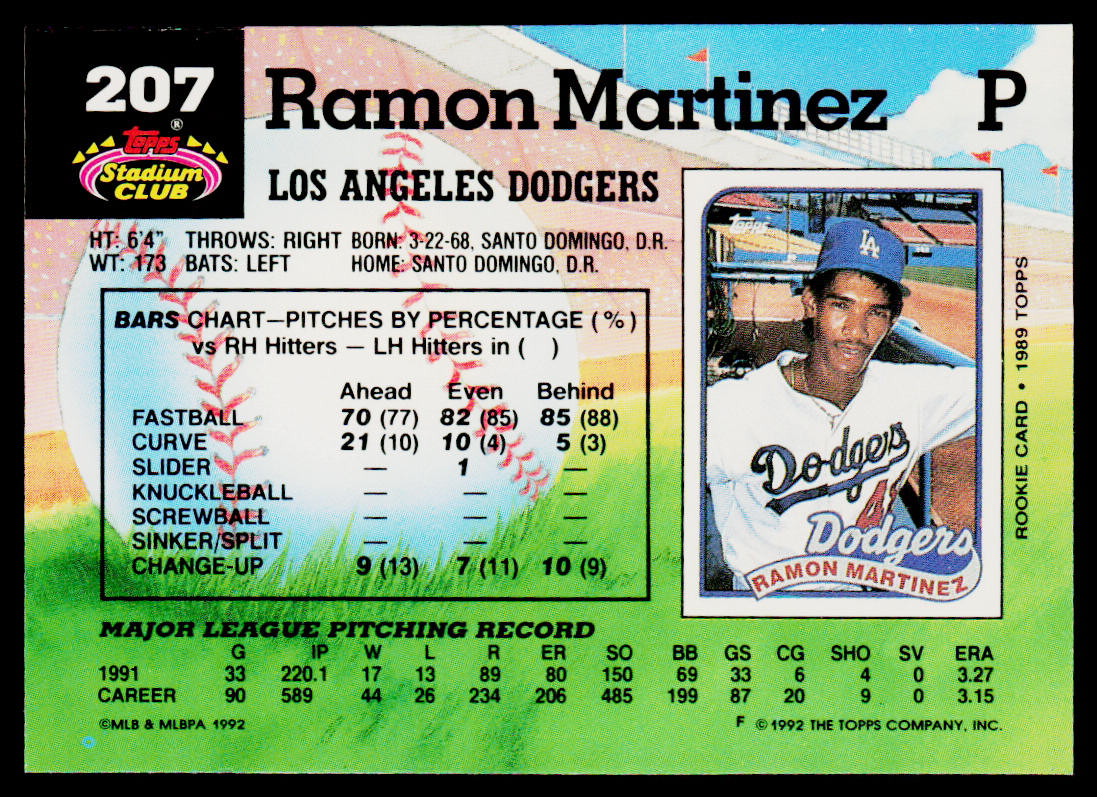 207
Ramon Martinez P
Topps®
Stadium
CLUB
LOS ANGELES DODGERS
HT: 6'4" THROWS: RIGHT BORN: 3-22-68, SANTO DOMINGO, D.R.
WT: 173 BATS: LEFT HOME: SANTO DOMINGO, D.R.
BARS CHART—PITCHES BY PERCENTAGE (%)
vs RH Hitters — LH Hitters in ( )
Ahead Even Behind
FASTBALL 70 (77) 82 (85) 85 (88)
CURVE 21 (10) 10 (4) 5 (3)
SLIDER — 1 —
KNUCKLEBALL — — —
SCREWBALL — — —
SINKER/SPLIT — — —
CHANGE-UP 9 (13) 7 (11) 10 (9)
Topps
LA
Dodgers
Dodgers
RAMON MARTINEZ
ROOKIE CARD • 1989 TOPPS
MAJOR LEAGUE PITCHING RECORD
G IP W L R ER SO BB GS CG SHO SV ERA
1991 33 220.1 17 13 89 80 150 69 33 6 4 0 3.27
CAREER 90 589 44 26 234 206 485 199 87 20 9 0 3.15
©MLB & MLBPA 1992 F ©1992 THE TOPPS COMPANY, INC.